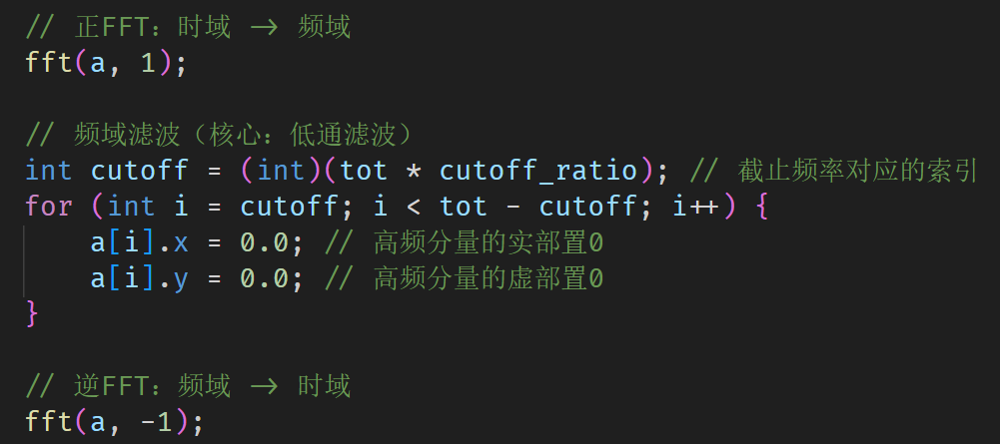 // 正FFT：时域 -> 频域
fft(a, 1);
// 频域滤波（核心：低通滤波）
int cutoff = (int)(tot * cutoff_ratio); // 截止频率对应的索引
for (int i = cutoff; i < tot - cutoff; i++) {
a[i].x = 0.0; // 高频分量的实部置0
a[i].y = 0.0; // 高频分量的虚部置0
}
// 逆FFT：频域 -> 时域
fft(a, -1);